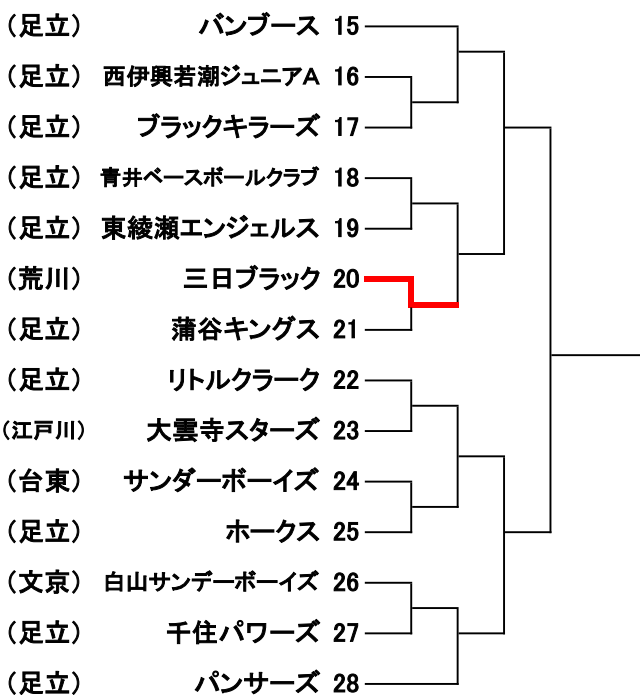 （足立） バンブース 15
（足立） 西伊興若潮ジュニアA 16
（足立） ブラックキラーズ 17
（足立） 青井ベースボールクラブ 18
（足立） 東綾瀬エンジェルス 19
（荒川） 三日ブラック 20
（足立） 蒲谷キングス 21
（足立） リトルクラーク 22
（江戸川） 大雲寺スターズ 23
（台東） サンダーボーイズ 24
（足立） ホークス 25
（文京） 白山サンデーボーイズ 26
（足立） 千住パワーズ 27
（足立） パンサーズ 28